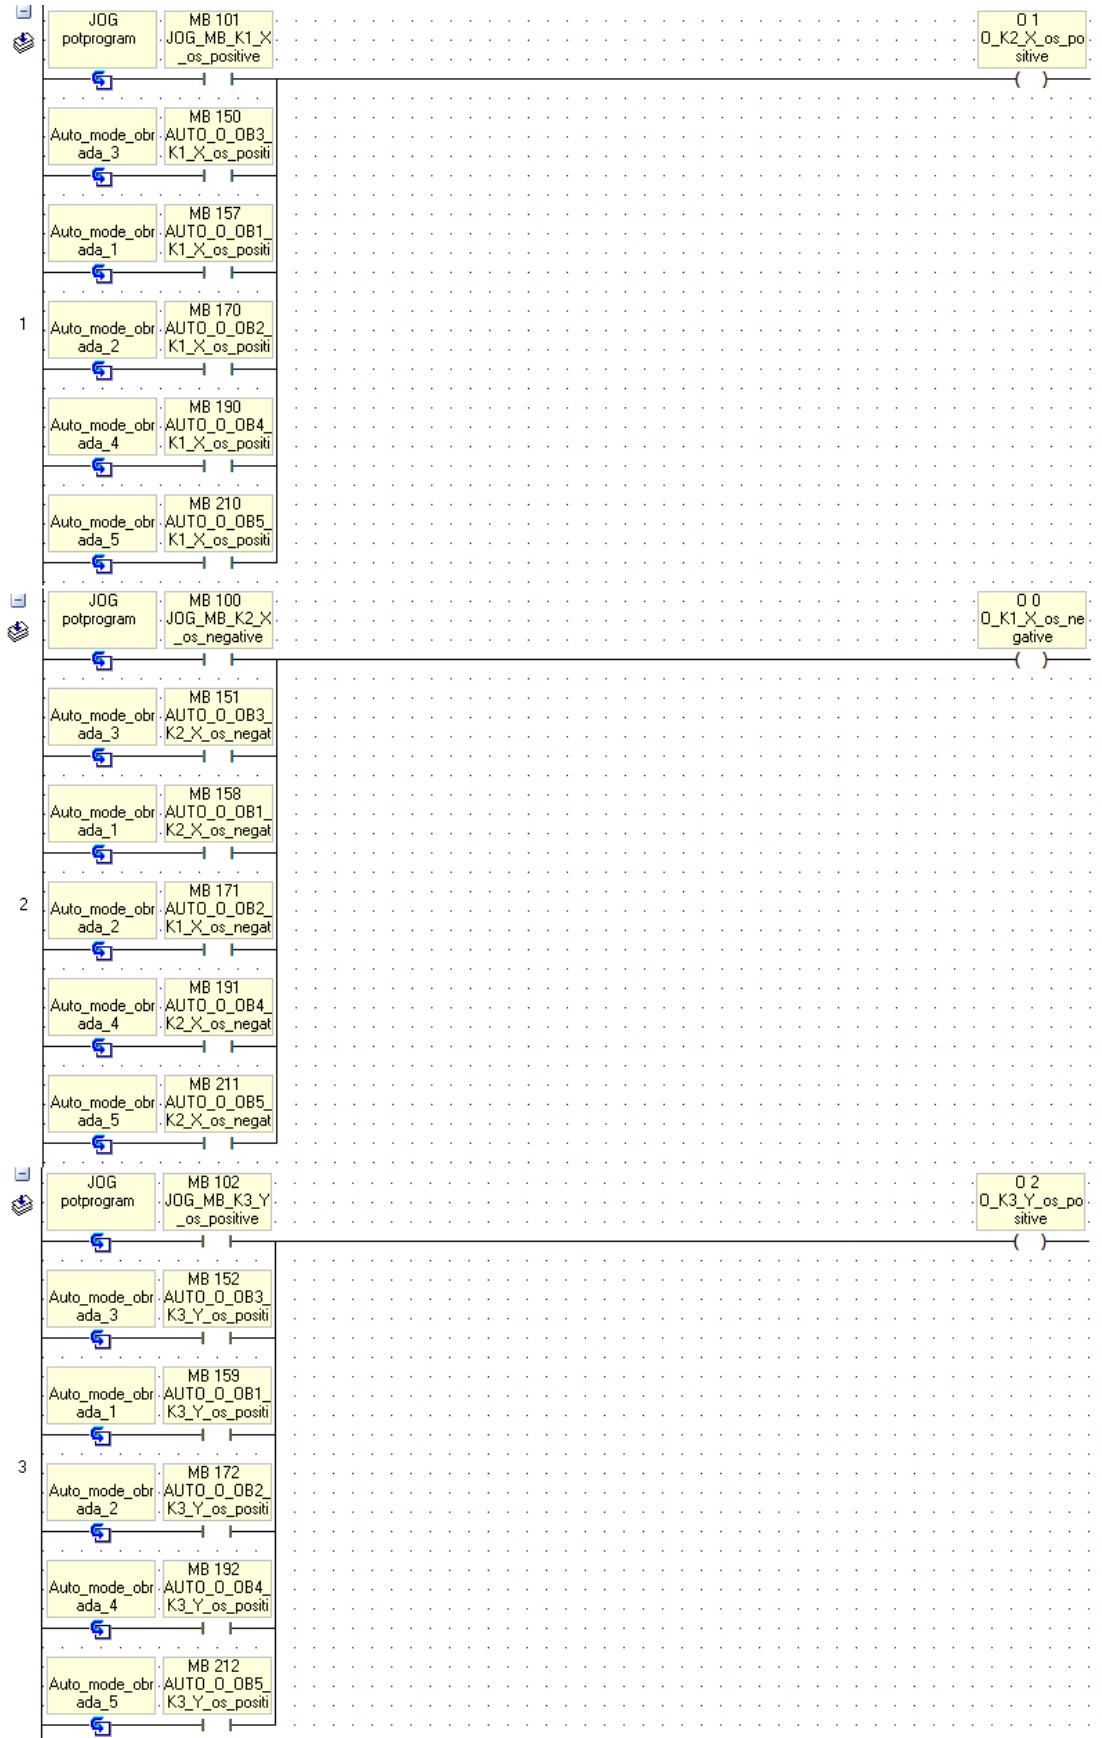 JOG
potprogram
MB 101
JOG_MB_K1_X
_os_positive
O 1
O_K2_X_os_po
sitive
Auto_mode_obr
ada_3
MB 150
AUTO_O_OB3_
K1_X_os_positi
Auto_mode_obr
ada_1
MB 157
AUTO_O_OB1_
K1_X_os_positi
1
Auto_mode_obr
ada_2
MB 170
AUTO_O_OB2_
K1_X_os_positi
Auto_mode_obr
ada_4
MB 190
AUTO_O_OB4_
K1_X_os_positi
Auto_mode_obr
ada_5
MB 210
AUTO_O_OB5_
K1_X_os_positi
JOG
potprogram
MB 100
JOG_MB_K2_X
_os_negative
O 0
O_K1_X_os_ne
gative
Auto_mode_obr
ada_3
MB 151
AUTO_O_OB3_
K2_X_os_negat
Auto_mode_obr
ada_1
MB 158
AUTO_O_OB1_
K2_X_os_negat
2
Auto_mode_obr
ada_2
MB 171
AUTO_O_OB2_
K1_X_os_negat
Auto_mode_obr
ada_4
MB 191
AUTO_O_OB4_
K2_X_os_negat
Auto_mode_obr
ada_5
MB 211
AUTO_O_OB5_
K2_X_os_negat
JOG
potprogram
MB 102
JOG_MB_K3_Y
_os_positive
O 2
O_K3_Y_os_po
sitive
Auto_mode_obr
ada_3
MB 152
AUTO_O_OB3_
K3_Y_os_positi
Auto_mode_obr
ada_1
MB 159
AUTO_O_OB1_
K3_Y_os_positi
3
Auto_mode_obr
ada_2
MB 172
AUTO_O_OB2_
K3_Y_os_positi
Auto_mode_obr
ada_4
MB 192
AUTO_O_OB4_
K3_Y_os_positi
Auto_mode_obr
ada_5
MB 212
AUTO_O_OB5_
K3_Y_os_positi